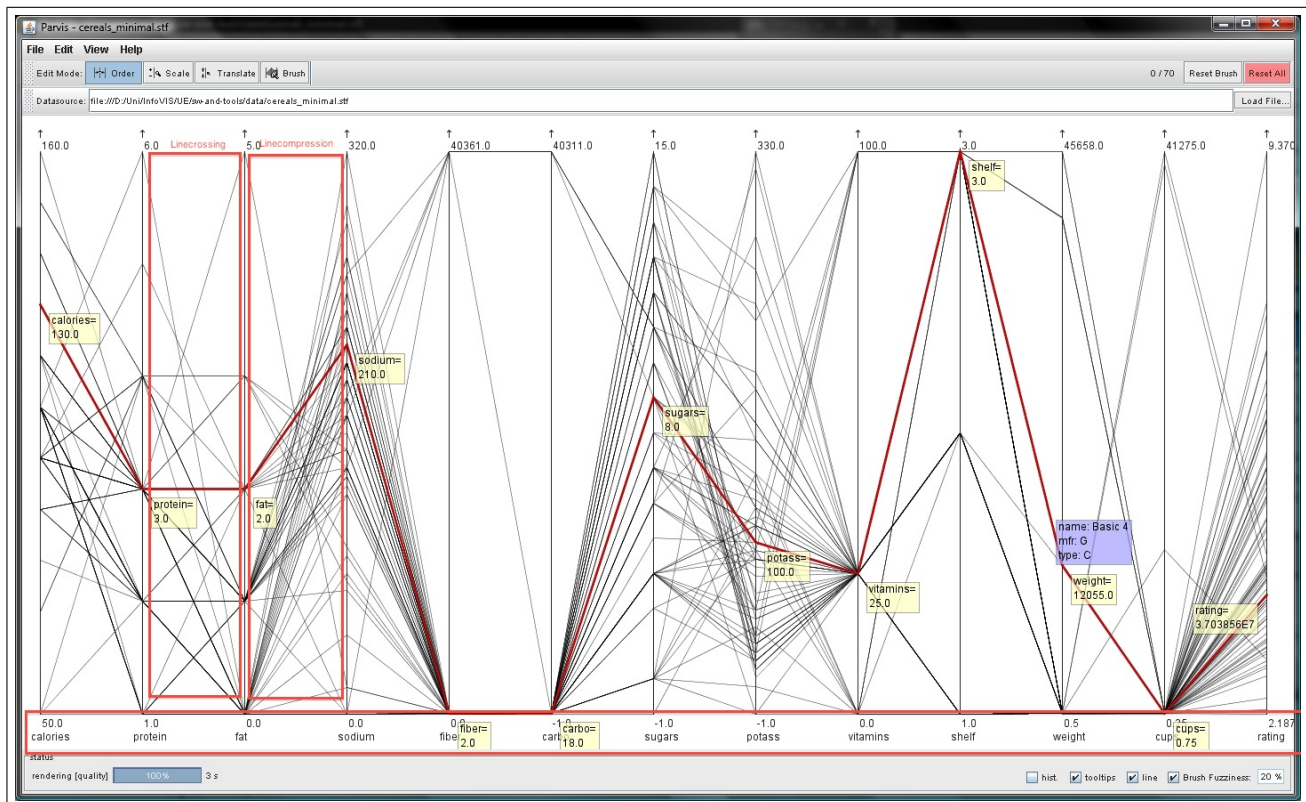 Parvis - cereals_minimal.stf
File Edit View Help
Edit Mode: Order Scale Translate Brush 0 / 70 Reset Brush Reset All
Datasource: file:///D:/Uni/InfoVIS/UE/sw-and-tools/data/cereals_minimal.stf Load File...
160.0 6.0 Linecrossing 5.0 Linecompression 320.0 40361.0 40311.0 15.0 330.0 100.0 3.0 45658.0 41275.0 9.370
shelf=
3.0
calories=
130.0
sodium=
210.0
sugars=
8.0
protein=
3.0
fat=
2.0
name: Basic 4
mfr: G
type: C
potass=
100.0
weight=
12055.0
vitamins=
25.0
rating=
3.703856E7
50.0 1.0 0.0 0.0 -1.0 -1.0 -1.0 0.0 1.0 0.5 2.187
calories protein fat sodium sugars potass vitamins shelf weight rating
fiber=
2.0
carbo=
18.0
cups=
0.75
status
rendering [quality] 100% 3 s hist. tooltips line Brush Fuzziness: 20 %